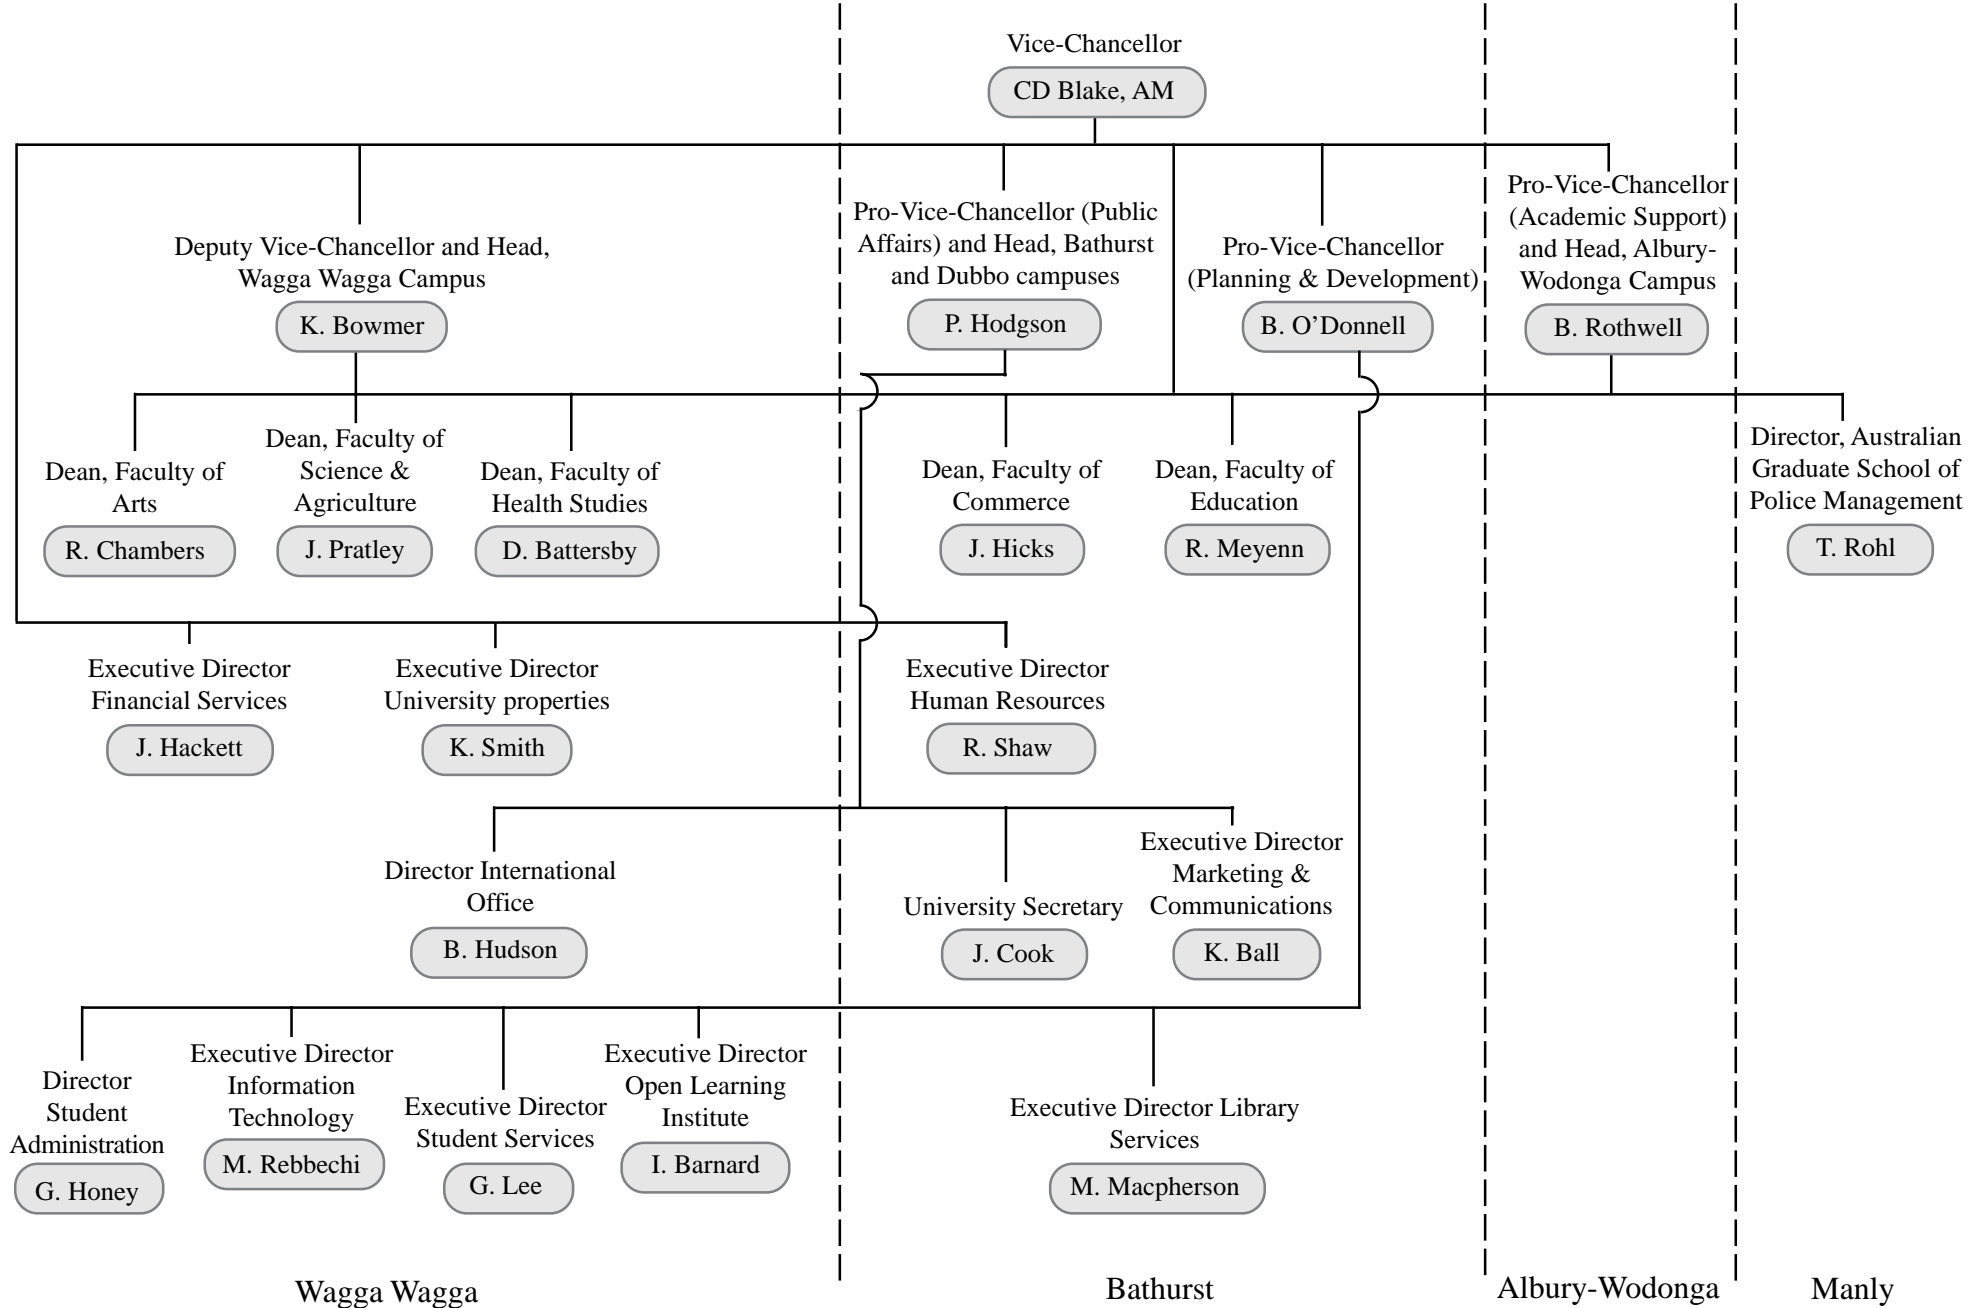 Vice-Chancellor
CD Blake, AM
Deputy Vice-Chancellor and Head,
Wagga Wagga Campus
K. Bowmer
Pro-Vice-Chancellor (Public
Affairs) and Head, Bathurst
and Dubbo campuses
P. Hodgson
Pro-Vice-Chancellor
(Planning & Development)
B. O’Donnell
Pro-Vice-Chancellor
(Academic Support)
and Head, Albury-
Wodonga Campus
B. Rothwell
Dean, Faculty of
Arts
R. Chambers
Dean, Faculty of
Science &
Agriculture
J. Pratley
Dean, Faculty of
Health Studies
D. Battersby
Dean, Faculty of
Commerce
J. Hicks
Dean, Faculty of
Education
R. Meyenn
Director, Australian
Graduate School of
Police Management
T. Rohl
Executive Director
Financial Services
J. Hackett
Executive Director
University properties
K. Smith
Executive Director
Human Resources
R. Shaw
Director International
Office
B. Hudson
University Secretary
J. Cook
Executive Director
Marketing &
Communications
K. Ball
Director
Student
Administration
G. Honey
Executive Director
Information
Technology
M. Rebbechi
Executive Director
Student Services
G. Lee
Executive Director
Open Learning
Institute
I. Barnard
Executive Director Library
Services
M. Macpherson
Wagga Wagga
Bathurst
Albury-Wodonga
Manly